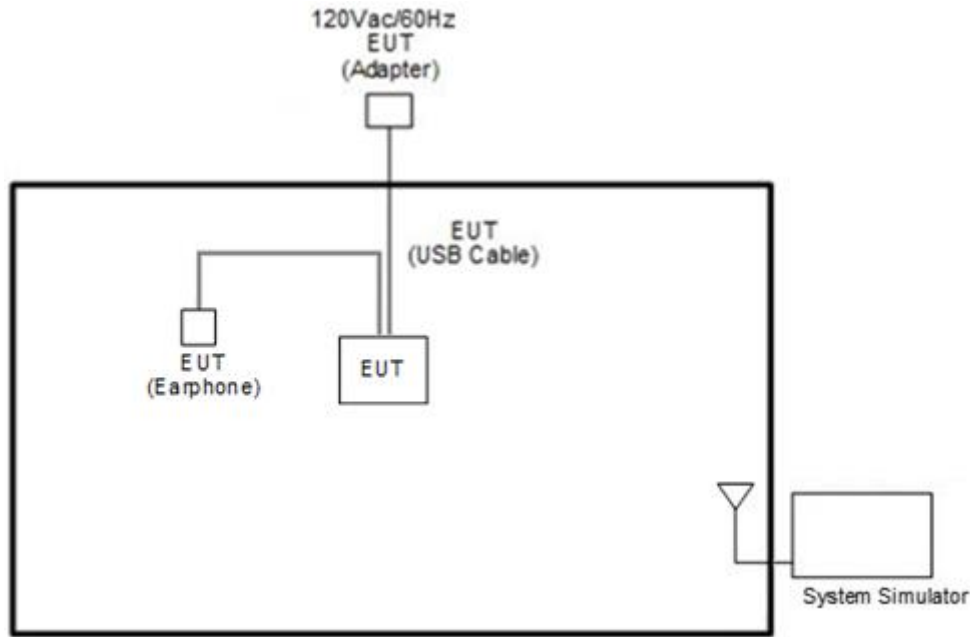 120Vac/60Hz
EUT
(Adapter)
EUT
(USB Cable)
EUT
(Earphone)
EUT
System Simulator